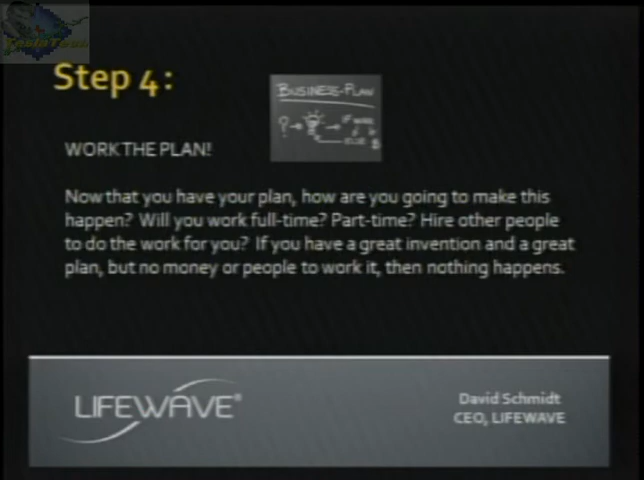 Step 4:
BUSINESS-PLAN
WORK THE PLAN!
Now that you have your plan, how are you going to make this
happen? Will you work full-time? Part-time? Hire other people
to do the work for you? If you have a great invention and a great
plan, but no money or people to work it, then nothing happens.
LIFEWAVE®
David Schmidt
CEO, LIFEWAVE